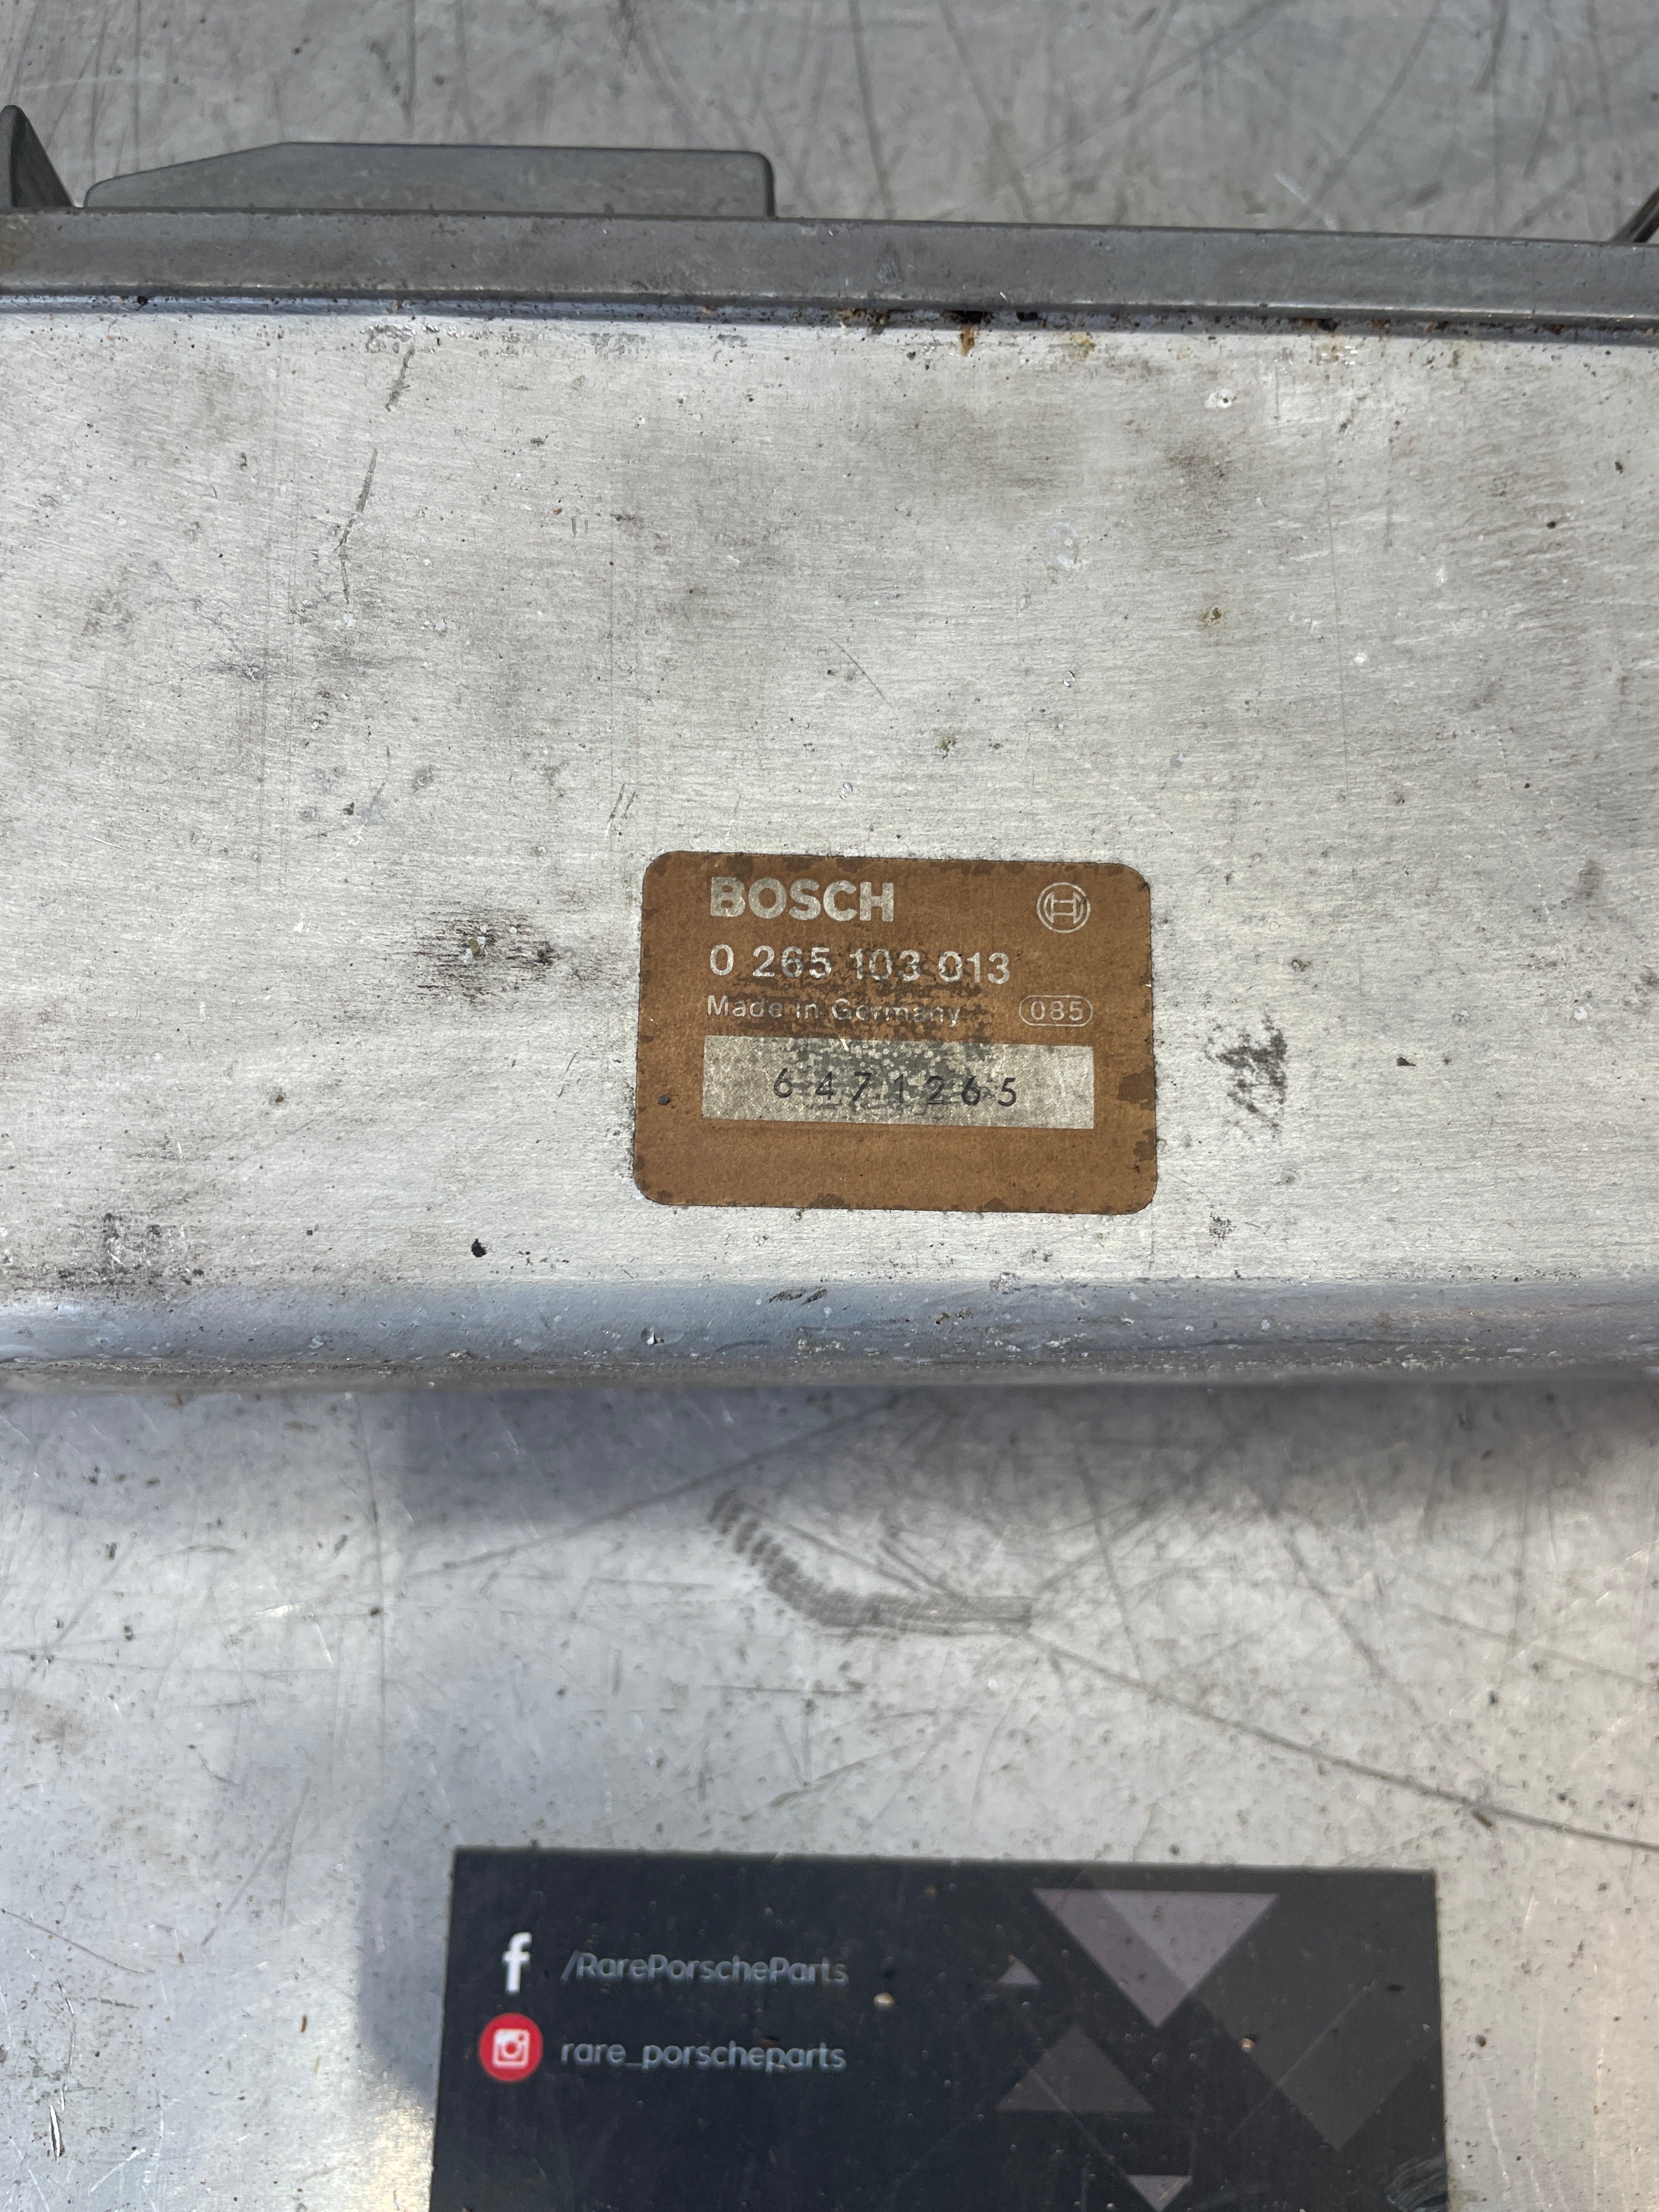 BOSCH
0 265 103 013
Made in Germany 085
6471265
/RarePorscheParts
rare_porscheparts